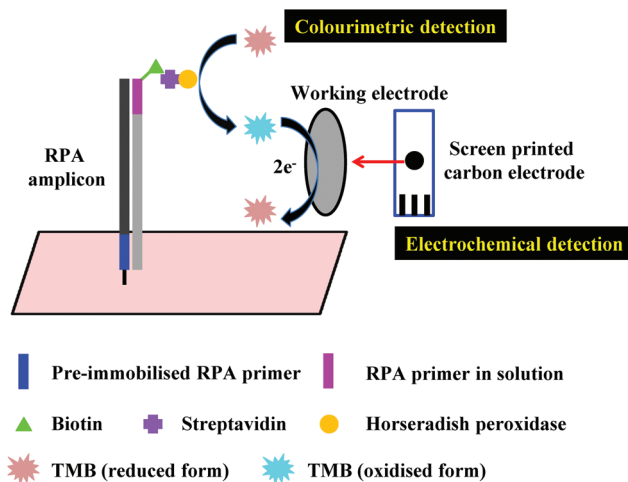 Colourimetric detection
Working electrode
RPA
amplicon
2e-
Screen printed
carbon electrode
Electrochemical detection
Pre-immobilised RPA primer
RPA primer in solution
Biotin
Streptavidin
Horseradish peroxidase
TMB (reduced form)
TMB (oxidised form)